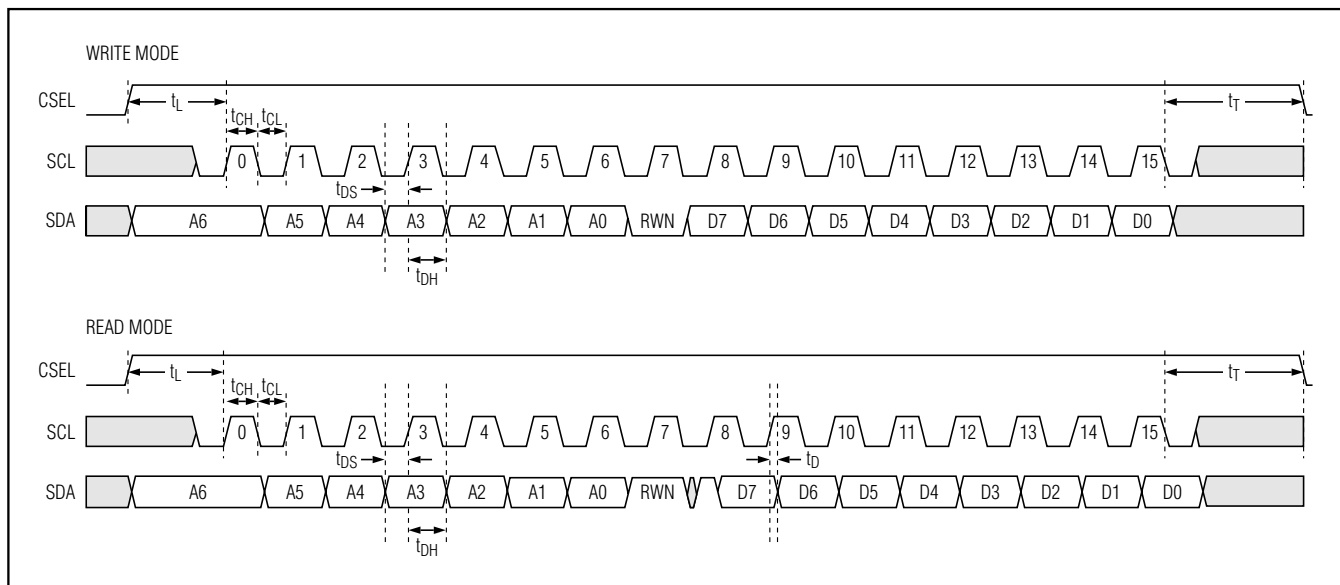 WRITE MODE
CSEL
tL
tT
tCH
tCL
SCL
0 1 2 3 4 5 6 7 8 9 10 11 12 13 14 15
tDS
SDA
A6 A5 A4 A3 A2 A1 A0 RWN D7 D6 D5 D4 D3 D2 D1 D0
tDH
READ MODE
CSEL
tL
tT
tCH
tCL
SCL
0 1 2 3 4 5 6 7 8 9 10 11 12 13 14 15
tDS
tD
SDA
A6 A5 A4 A3 A2 A1 A0 RWN D7 D6 D5 D4 D3 D2 D1 D0
tDH